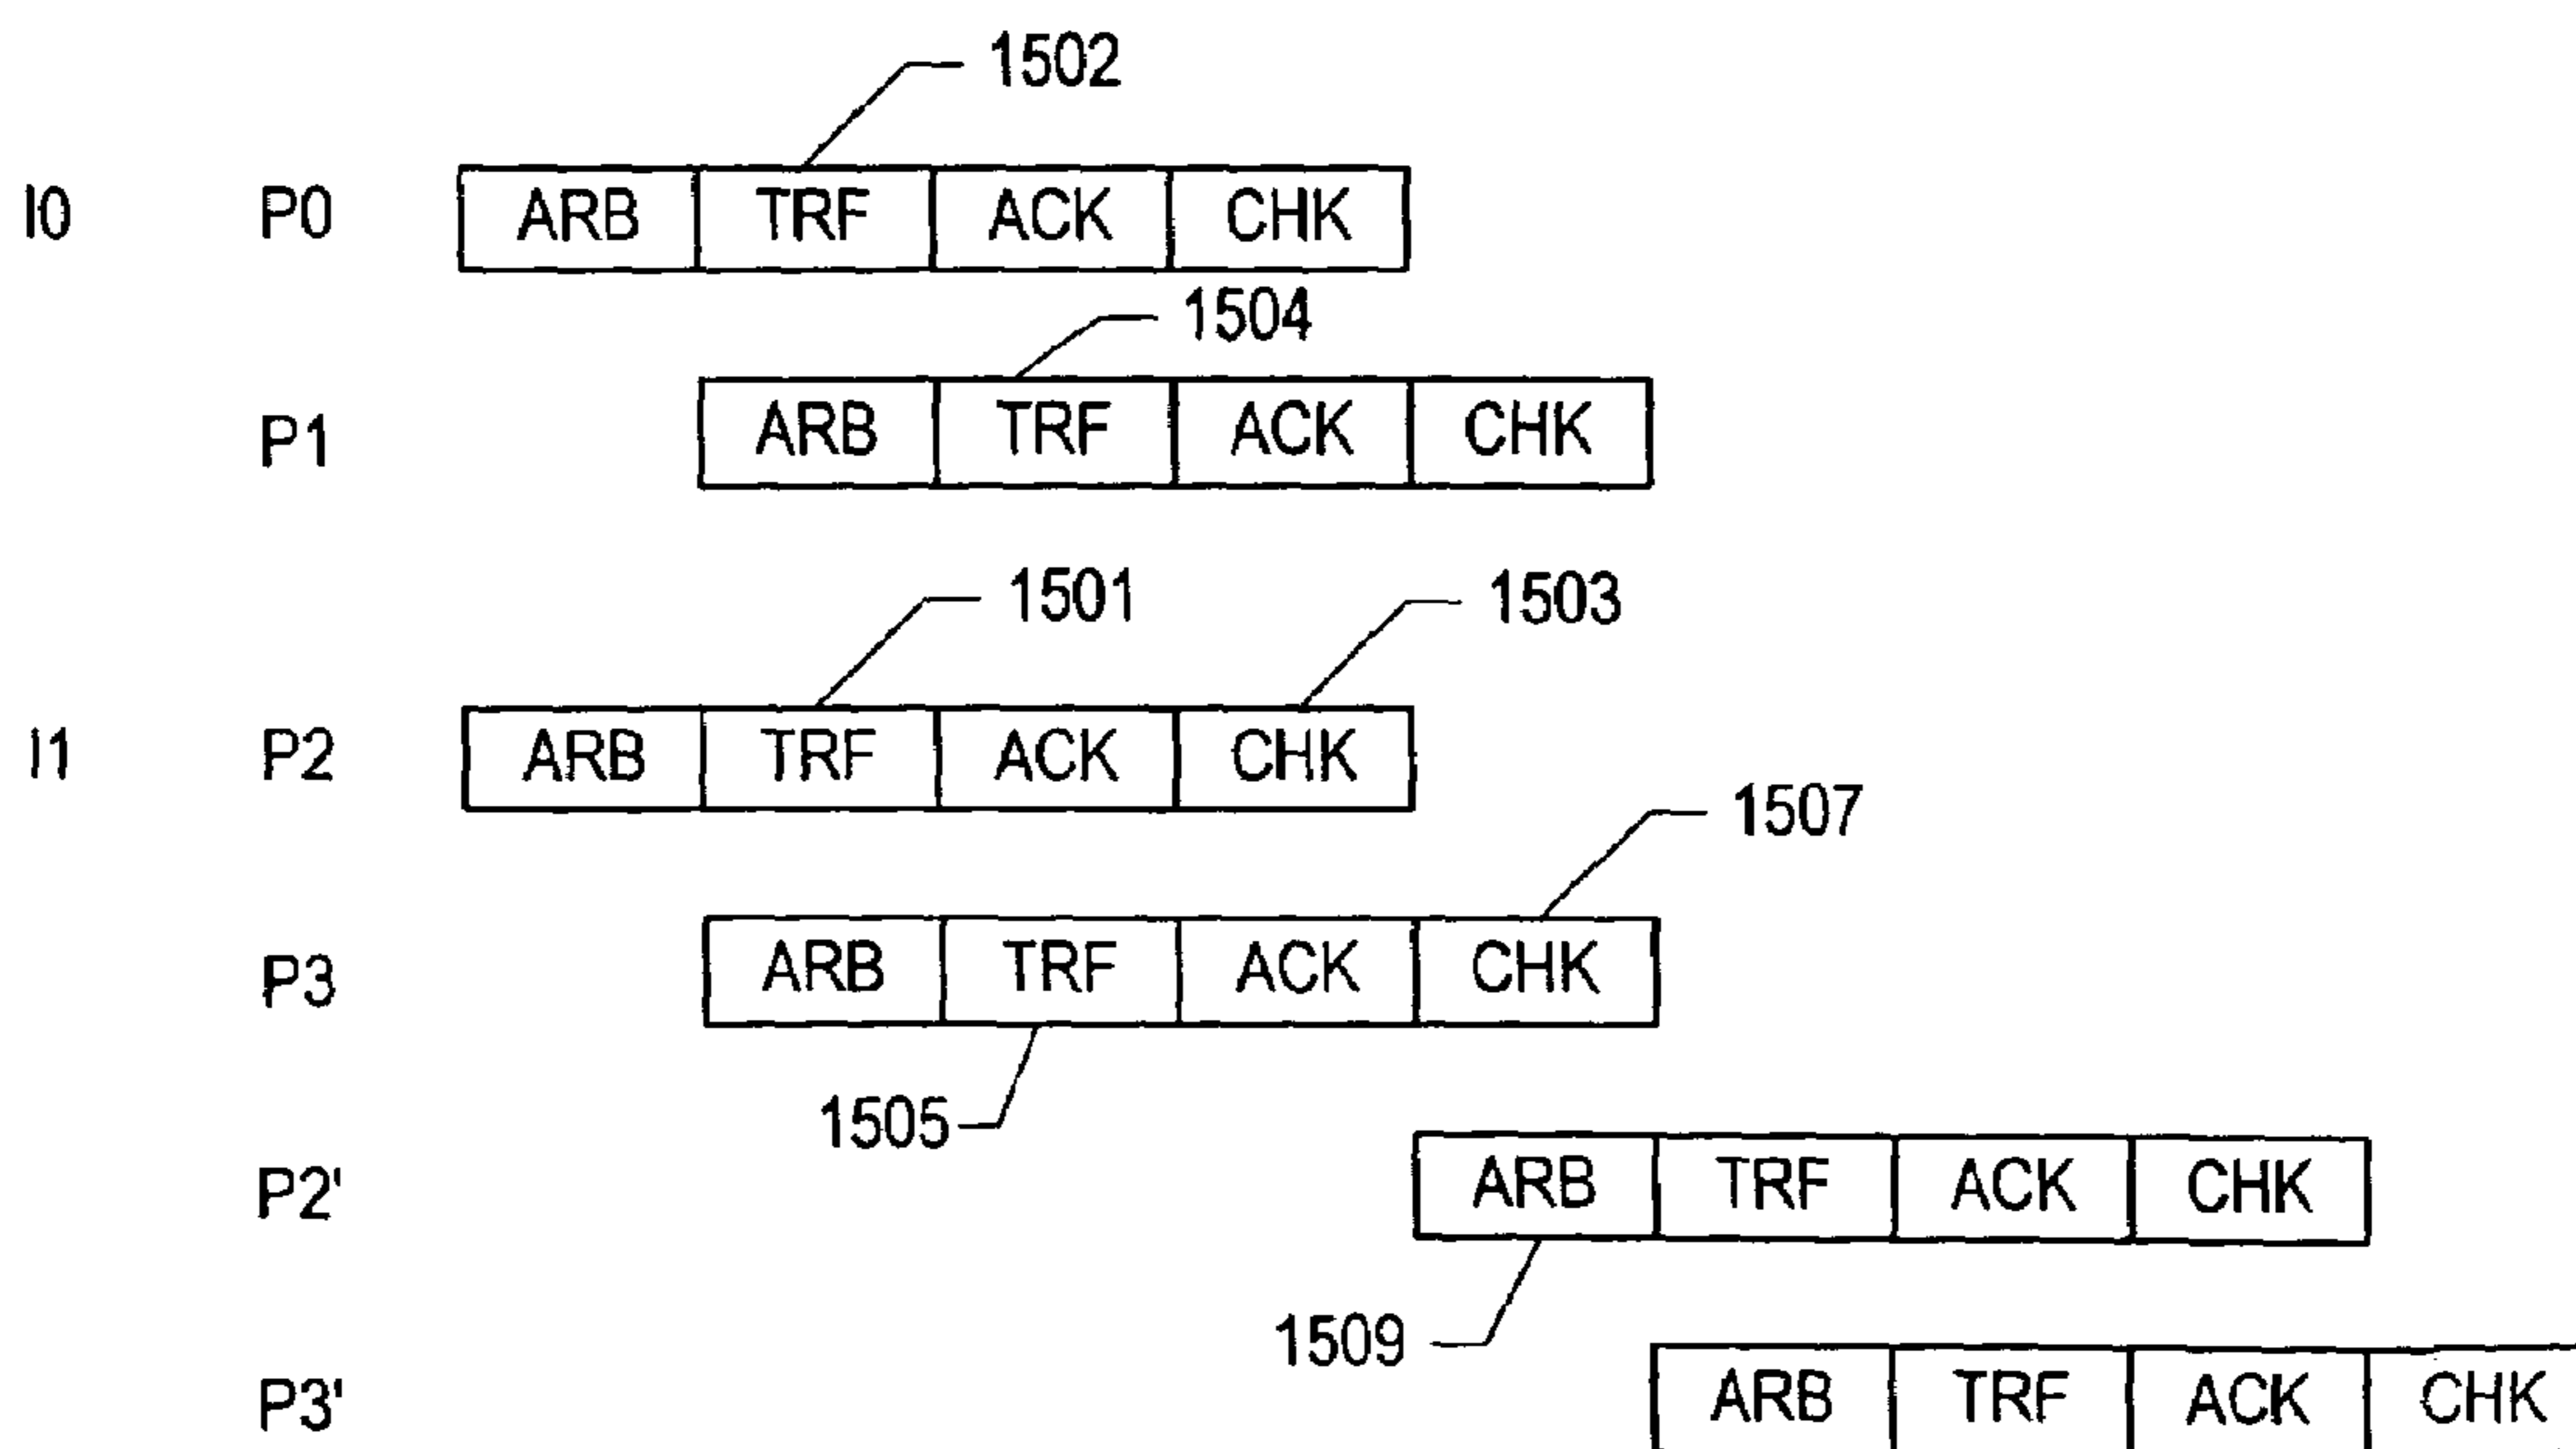 1502
I0 P0 ARB TRF ACK CHK
1504
P1 ARB TRF ACK CHK
1501 1503
I1 P2 ARB TRF ACK CHK
1507
P3 ARB TRF ACK CHK
1505
P2' ARB TRF ACK CHK
1509
P3' ARB TRF ACK CHK